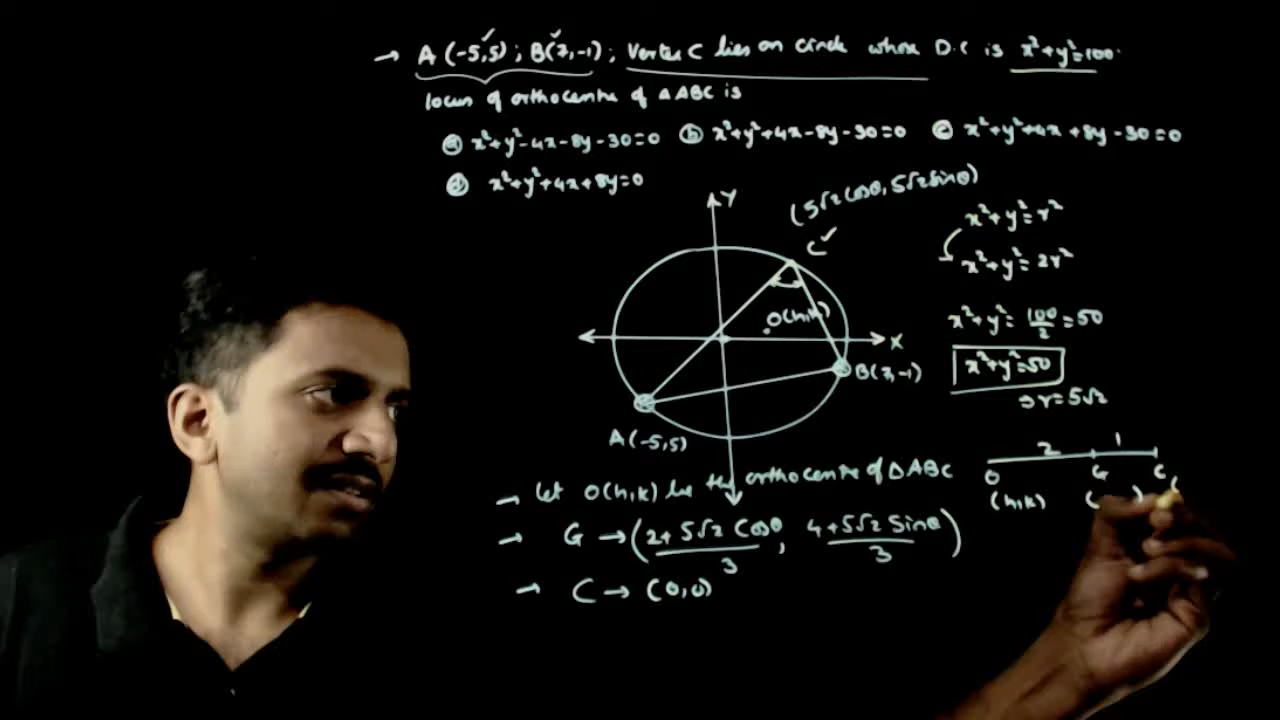 → A (-5,5) ; B(7,-1) ; Vertex C lies on circle whose D.C is x²+y²=100.
locus of orthocentre of ΔABC is
ⓐ x²+y²-4x-8y-30=0 ⓑ x²+y²+4x-8y-30=0 ⓒ x²+y²+4x+8y-30=0
ⓓ x²+y²+4x+8y=0
Y
(5√2 cosθ, 5√2 sinθ)
C
O(h,k)
X
B(7,-1)
A(-5,5)
x²+y²=r²
x²+y²=2r²
x²+y²=100/2=50
x²+y²=50
⇒ r=5√2
2 1
O G C
(h,k) ( ) (
→ Let O(h,k) be the orthocentre of ΔABC
→ G → (2+5√2 Cosθ/3, 4+5√2 Sinθ/3)
→ C → (0,0)